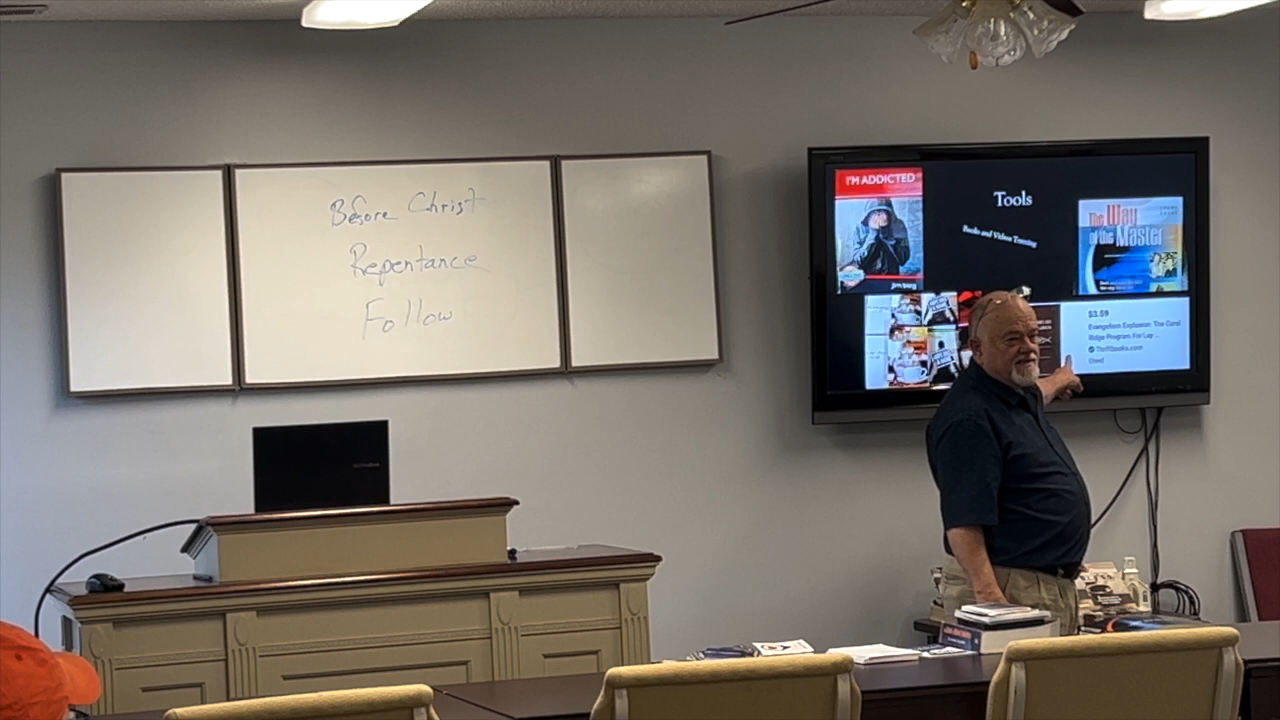 Before Christ
Repentance
Follow
I'M ADDICTED
Tools
Books and Videos Training
The Way
of the Master
$3.59
Evangelism Explosion: The Coral
Ridge Program For Lay ...
ThriftBooks.com
Used